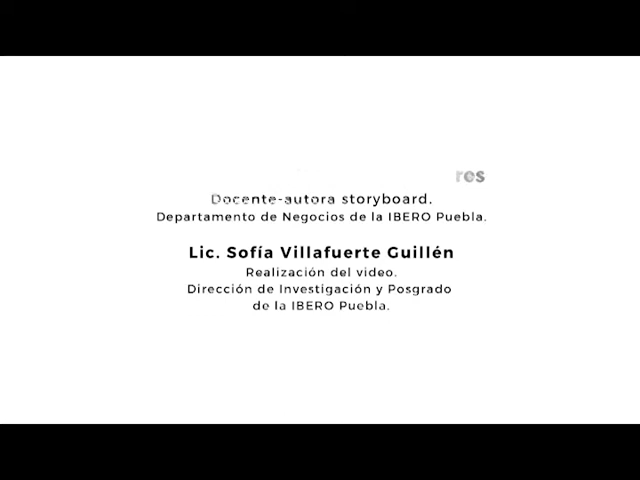 res
Docente-autora storyboard.
Departamento de Negocios de la IBERO Puebla.
Lic. Sofía Villafuerte Guillén
Realización del video.
Dirección de Investigación y Posgrado
de la IBERO Puebla.